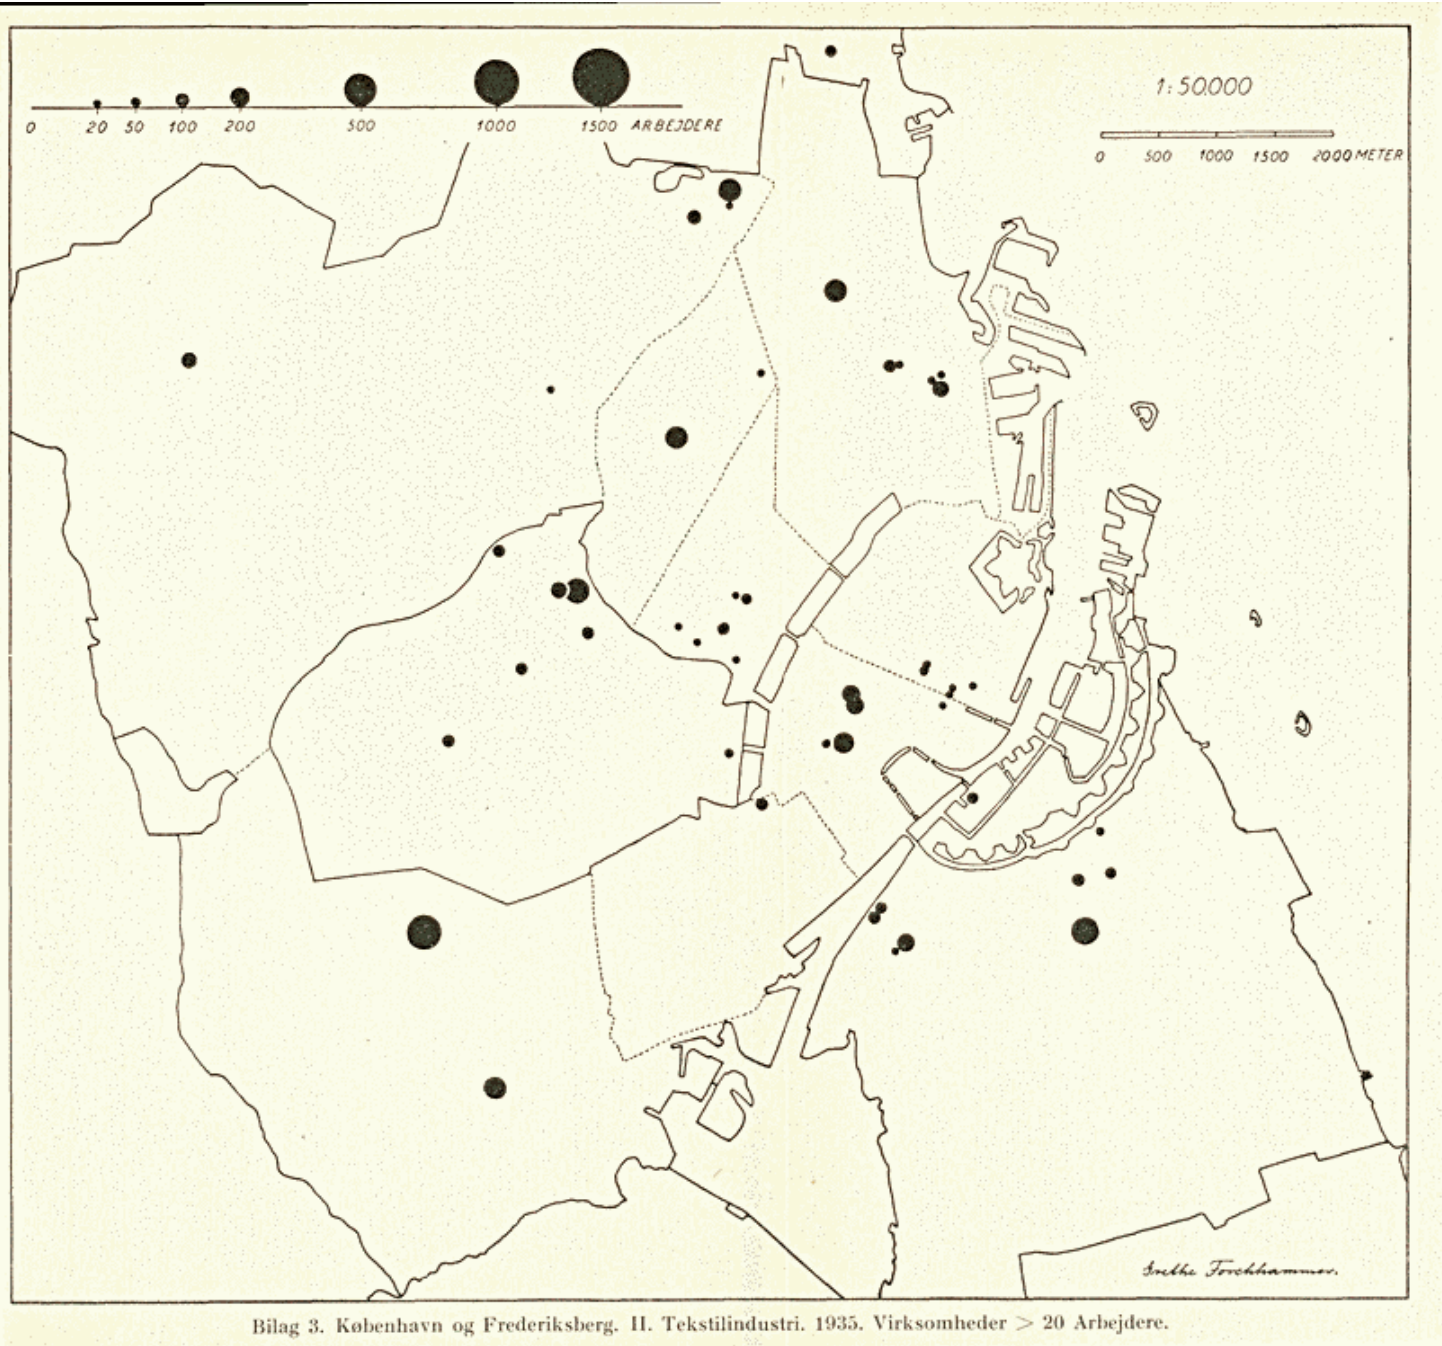 1:50.000
0 20 50 100 200 500 1000 1500 ARBEJDERE
0 500 1000 1500 2000 METER
Grethe Forchhammer.
Bilag 3. København og Frederiksberg. II. Tekstilindustri. 1935. Virksomheder > 20 Arbejdere.